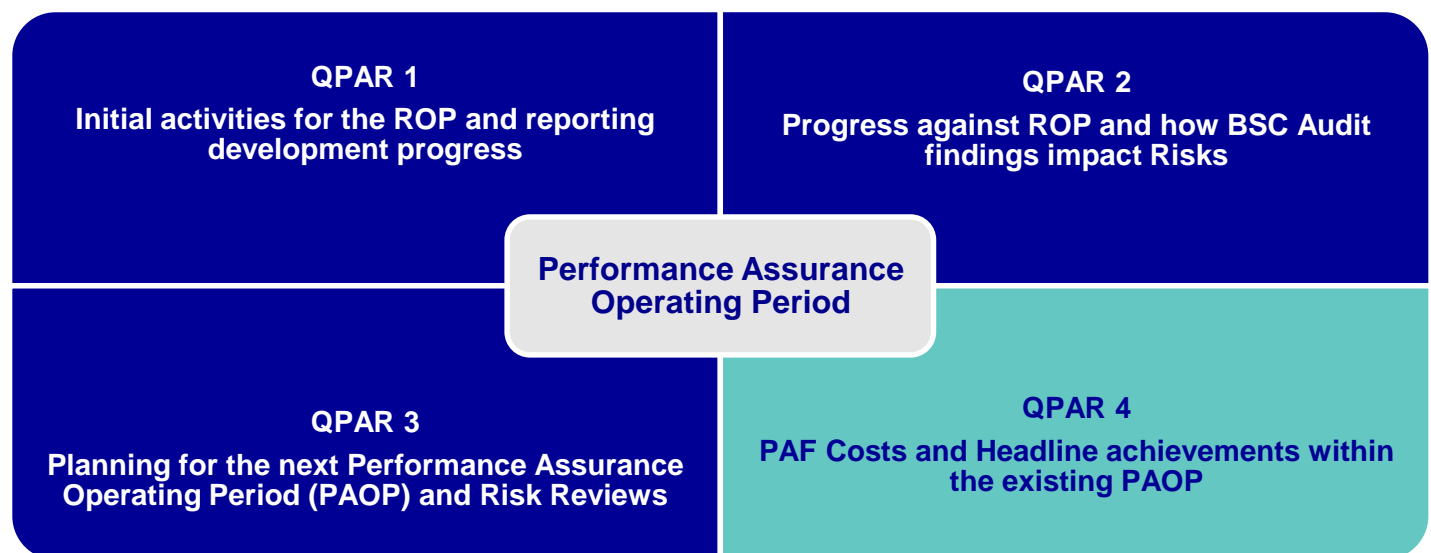 QPAR 1
Initial activities for the ROP and reporting
development progress
QPAR 2
Progress against ROP and how BSC Audit
findings impact Risks
Performance Assurance
Operating Period
QPAR 3
Planning for the next Performance Assurance
Operating Period (PAOP) and Risk Reviews
QPAR 4
PAF Costs and Headline achievements within
the existing PAOP